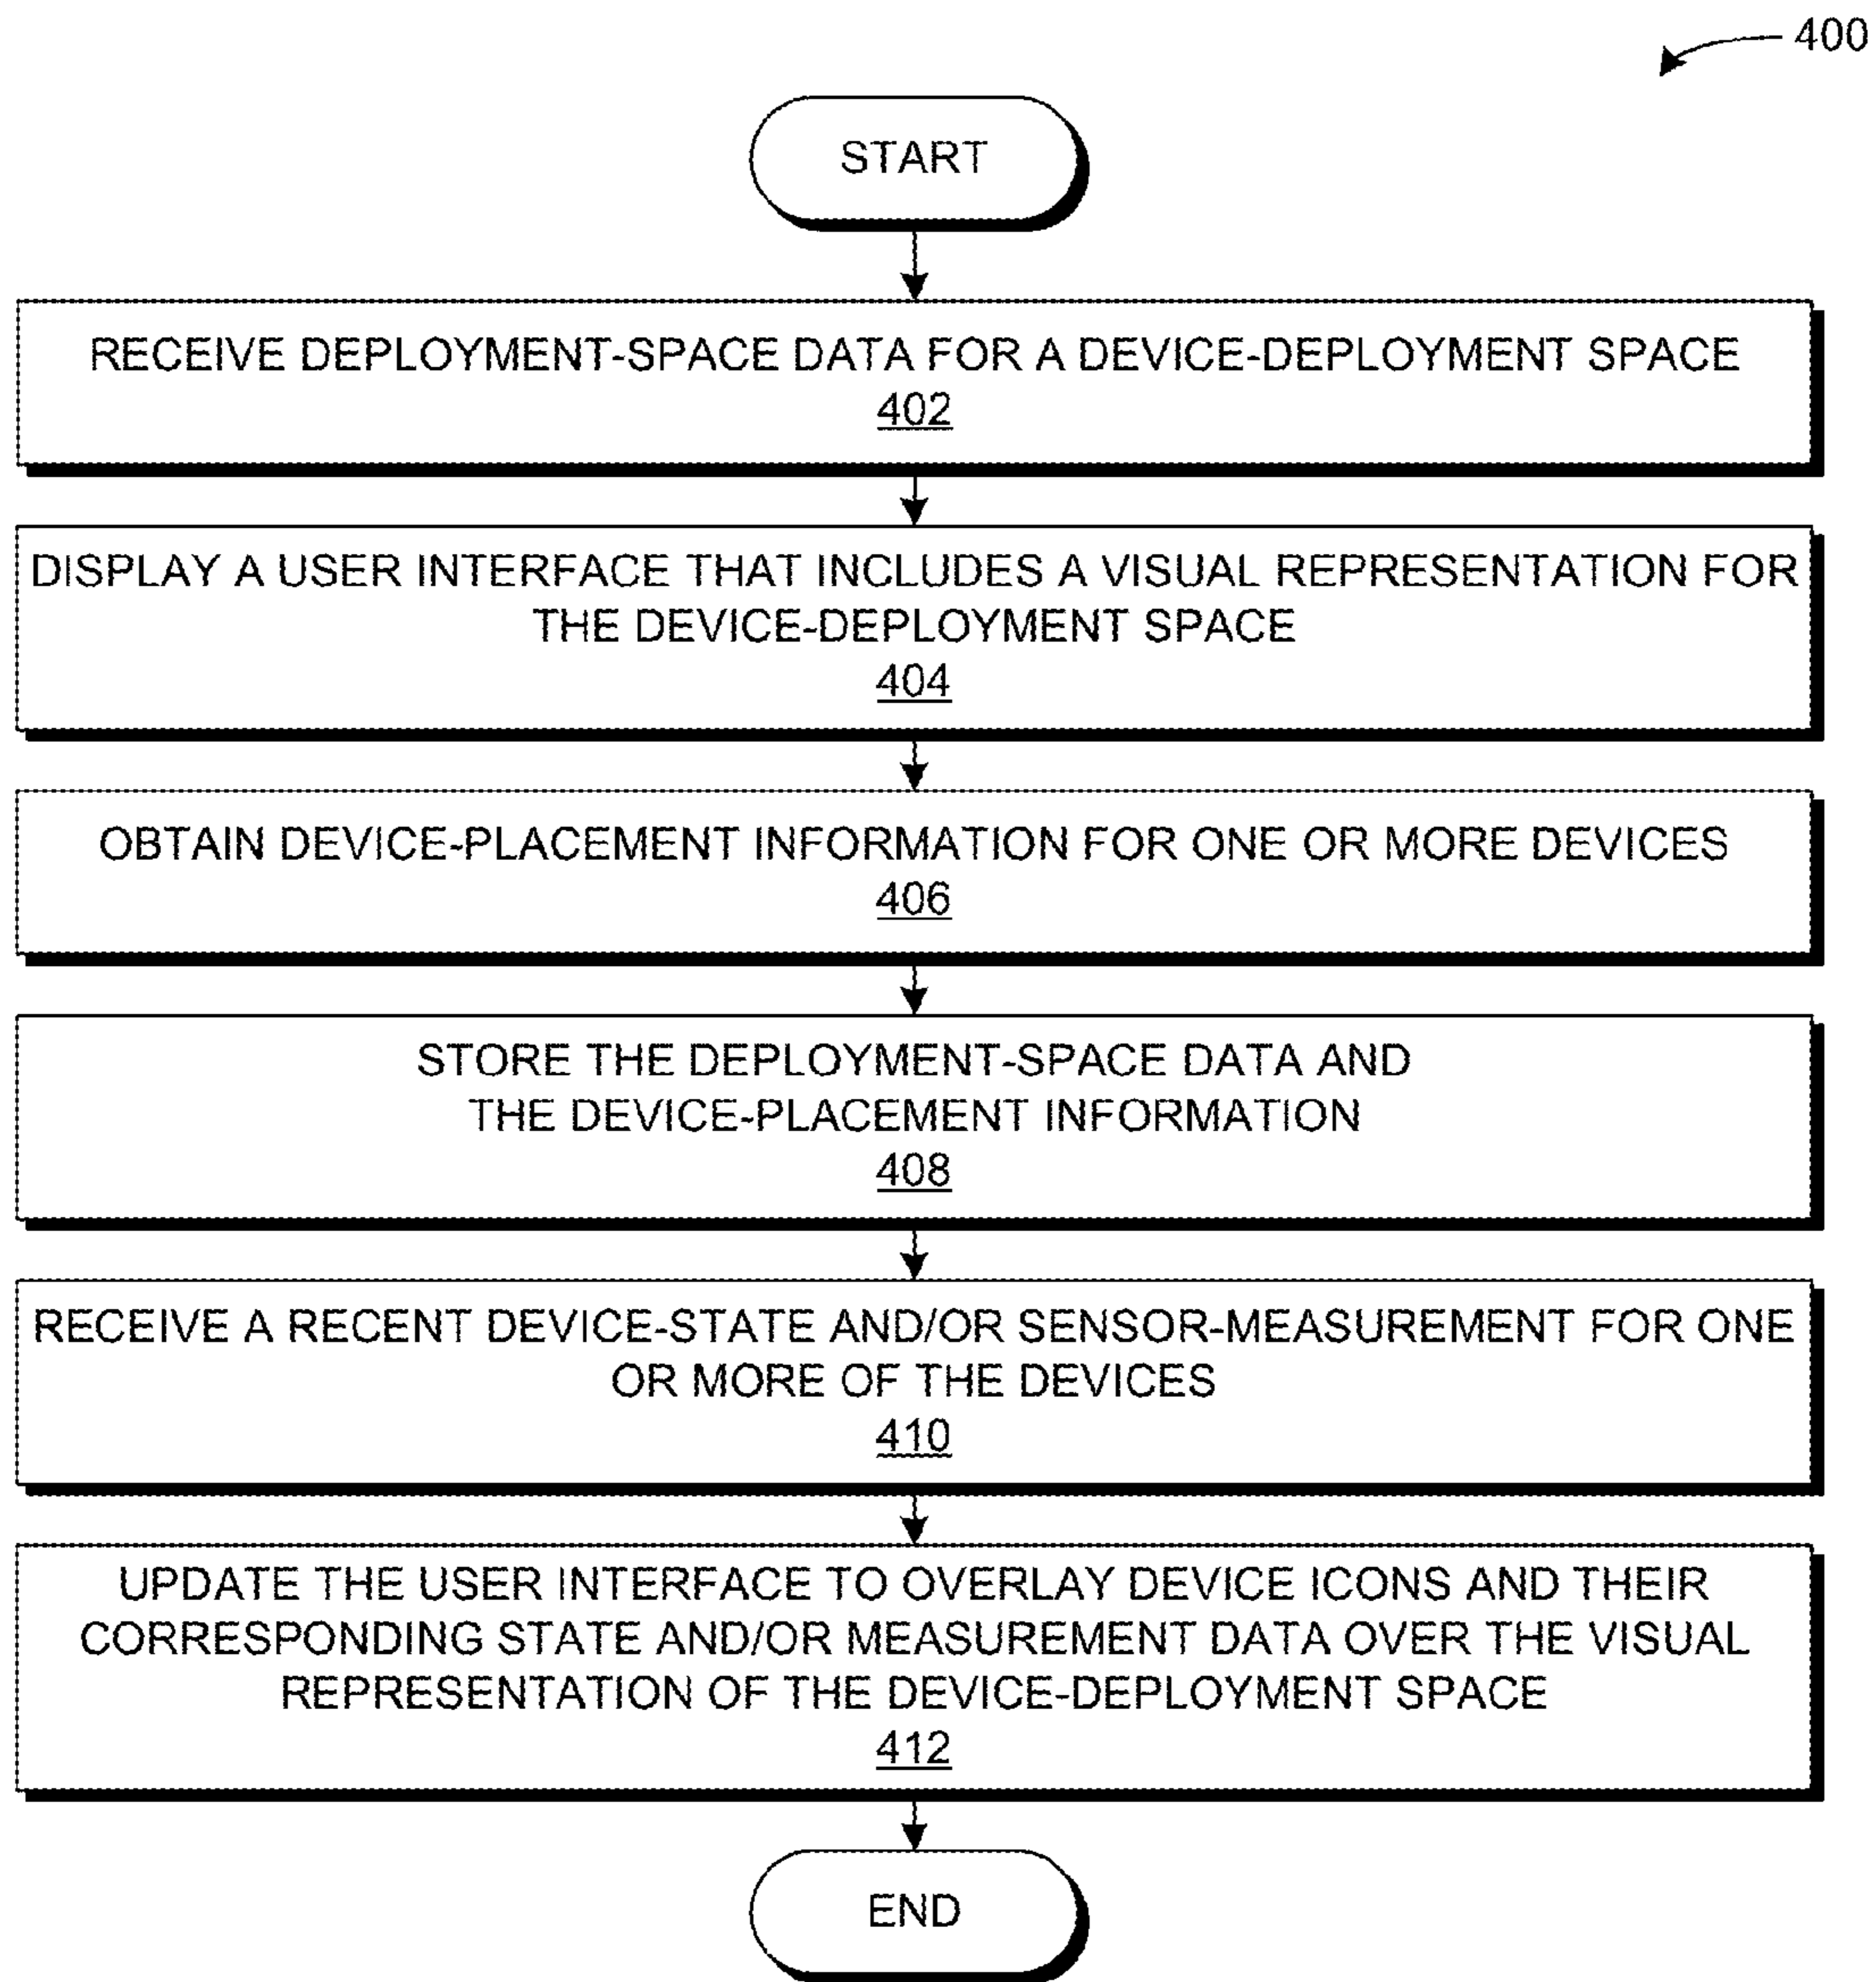 400
START
RECEIVE DEPLOYMENT-SPACE DATA FOR A DEVICE-DEPLOYMENT SPACE
402
DISPLAY A USER INTERFACE THAT INCLUDES A VISUAL REPRESENTATION FOR
THE DEVICE-DEPLOYMENT SPACE
404
OBTAIN DEVICE-PLACEMENT INFORMATION FOR ONE OR MORE DEVICES
406
STORE THE DEPLOYMENT-SPACE DATA AND
THE DEVICE-PLACEMENT INFORMATION
408
RECEIVE A RECENT DEVICE-STATE AND/OR SENSOR-MEASUREMENT FOR ONE
OR MORE OF THE DEVICES
410
UPDATE THE USER INTERFACE TO OVERLAY DEVICE ICONS AND THEIR
CORRESPONDING STATE AND/OR MEASUREMENT DATA OVER THE VISUAL
REPRESENTATION OF THE DEVICE-DEPLOYMENT SPACE
412
END